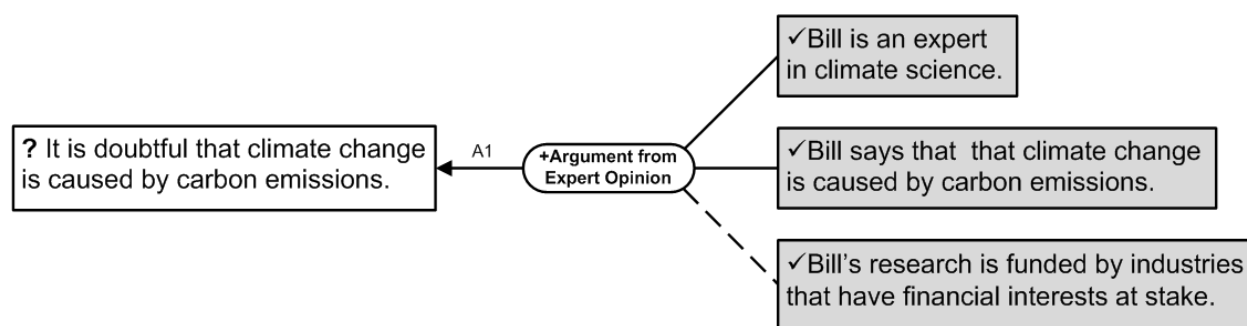 ✓Bill is an expert
in climate science.
? It is doubtful that climate change
is caused by carbon emissions.
A1
+Argument from
Expert Opinion
✓Bill says that that climate change
is caused by carbon emissions.
✓Bill's research is funded by industries
that have financial interests at stake.